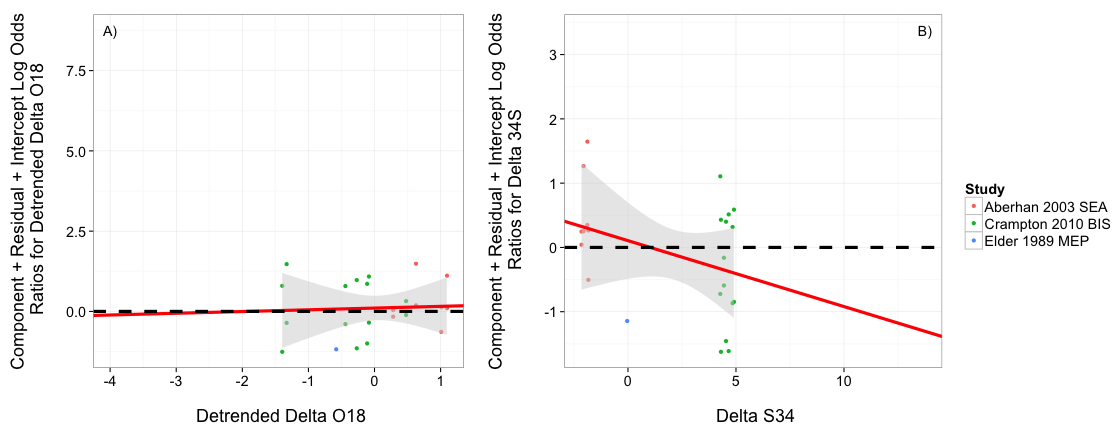 Component + Residual + Intercept Log Odds
Ratios for Detrended Delta O18
A)
7.5
5.0
2.5
0.0
-4
-3
-2
-1
0
1
Detrended Delta O18
Component + Residual + Intercept Log Odds
Ratios for Delta 34S
B)
3
2
1
0
-1
0
5
10
Delta S34
Study
Aberhan 2003 SEA
Crampton 2010 BIS
Elder 1989 MEP